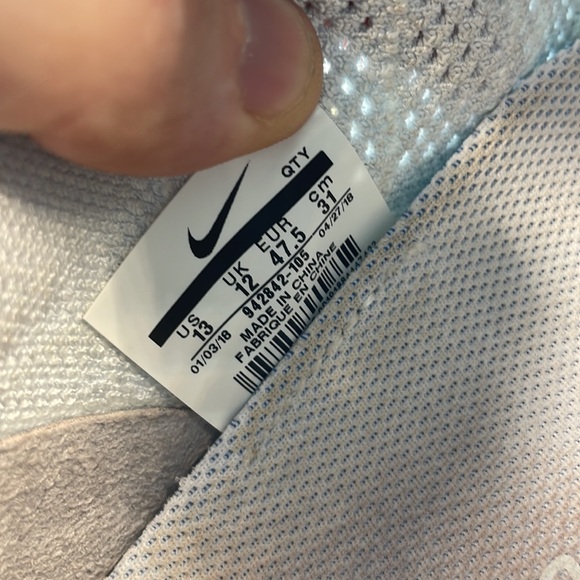 QTY
US UK EUR cm
13 12 47.5 31
01/03/18 942842-105 04/27/18
MADE IN CHINA
FABRIQUE EN CHINE